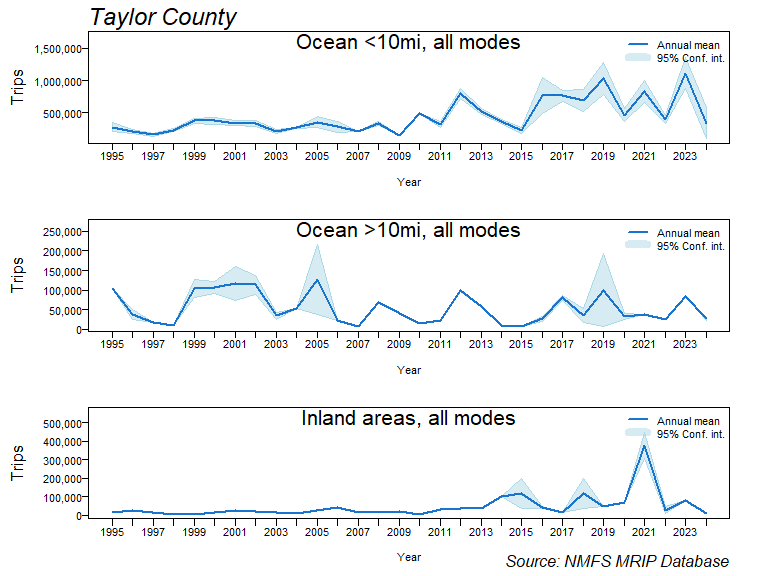 Taylor County
Ocean <10mi, all modes
Annual mean
95% Conf. int.
Trips
1,500,000
1,000,000
500,000
1995 1997 1999 2001 2003 2005 2007 2009 2011 2013 2015 2017 2019 2021 2023
Year
Ocean >10mi, all modes
Annual mean
95% Conf. int.
Trips
250,000
200,000
150,000
100,000
50,000
0
1995 1997 1999 2001 2003 2005 2007 2009 2011 2013 2015 2017 2019 2021 2023
Year
Inland areas, all modes
Annual mean
95% Conf. int.
Trips
500,000
400,000
300,000
200,000
100,000
0
1995 1997 1999 2001 2003 2005 2007 2009 2011 2013 2015 2017 2019 2021 2023
Year
Source: NMFS MRIP Database